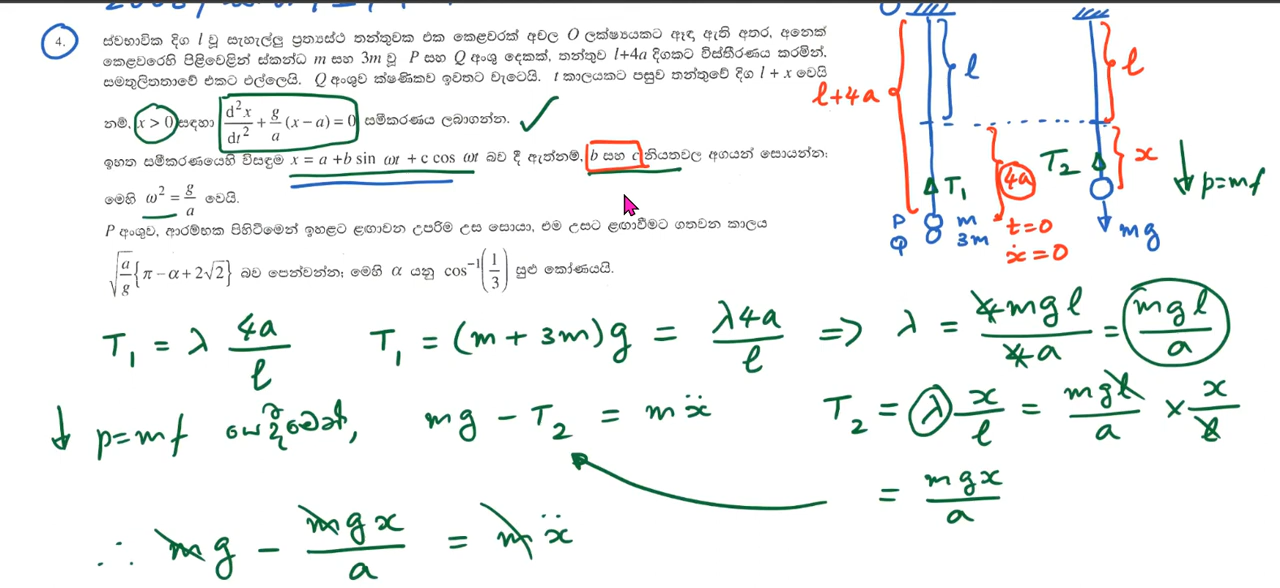 4. ස්වභාවික දිග l වූ සැහැල්ලු ප්‍රත්‍යස්ථ තන්තුවක එක කෙළවරක් අචල O ලක්ෂ්‍යයකට ඈඳා ඇති අතර, අනෙක්
කෙළවරෙහි පිළිවෙළින් ස්කන්ධ m සහ 3m වූ P සහ Q අංශු දෙකක්, තන්තුව l+4a දිගකට විස්තීරණය කරමින්,
සමතුලිතතාවේ එකට එල්ලෙයි. Q අංශුව ක්ෂණිකව ඉවතට වැටෙයි. t කාලයකට පසුව තන්තුවේ දිග l + x වෙයි
නම්, x > 0 සඳහා d²x/dt² + g/a (x − a) = 0 සමීකරණය ලබාගන්න.
ඉහත සමීකරණයෙහි විසඳුම x = a + b sin ωt + c cos ωt බව දී ඇත්නම්, b සහ c නියතවල අගයන් සොයන්න;
මෙහි ω² = g/a වෙයි.
P අංශුව, ආරම්භක පිහිටීමෙන් ඉහළට ළඟාවන උපරිම උස සොයා, එම උසට ළඟාවීමට ගතවන කාලය
√(a/g) {π − α + 2√2} බව පෙන්වන්න; මෙහි α යනු cos⁻¹(1/3) සුළු කෝණයයි.
O
l
l
l+4a
4a
x
T₁
T₂
P m
Q 3m
t=0
ẋ=0
mg
↓ p=mf
T₁ = λ 4a/l
T₁ = (m + 3m)g = λ4a/l ⇒ λ = 4mgl/4a = mgl/a
↓ p=mf යෙදීමෙන්, mg − T₂ = mẍ
T₂ = λ x/l = mgl/a × x/l
= mgx/a
∴ mg − mgx/a = mẍ